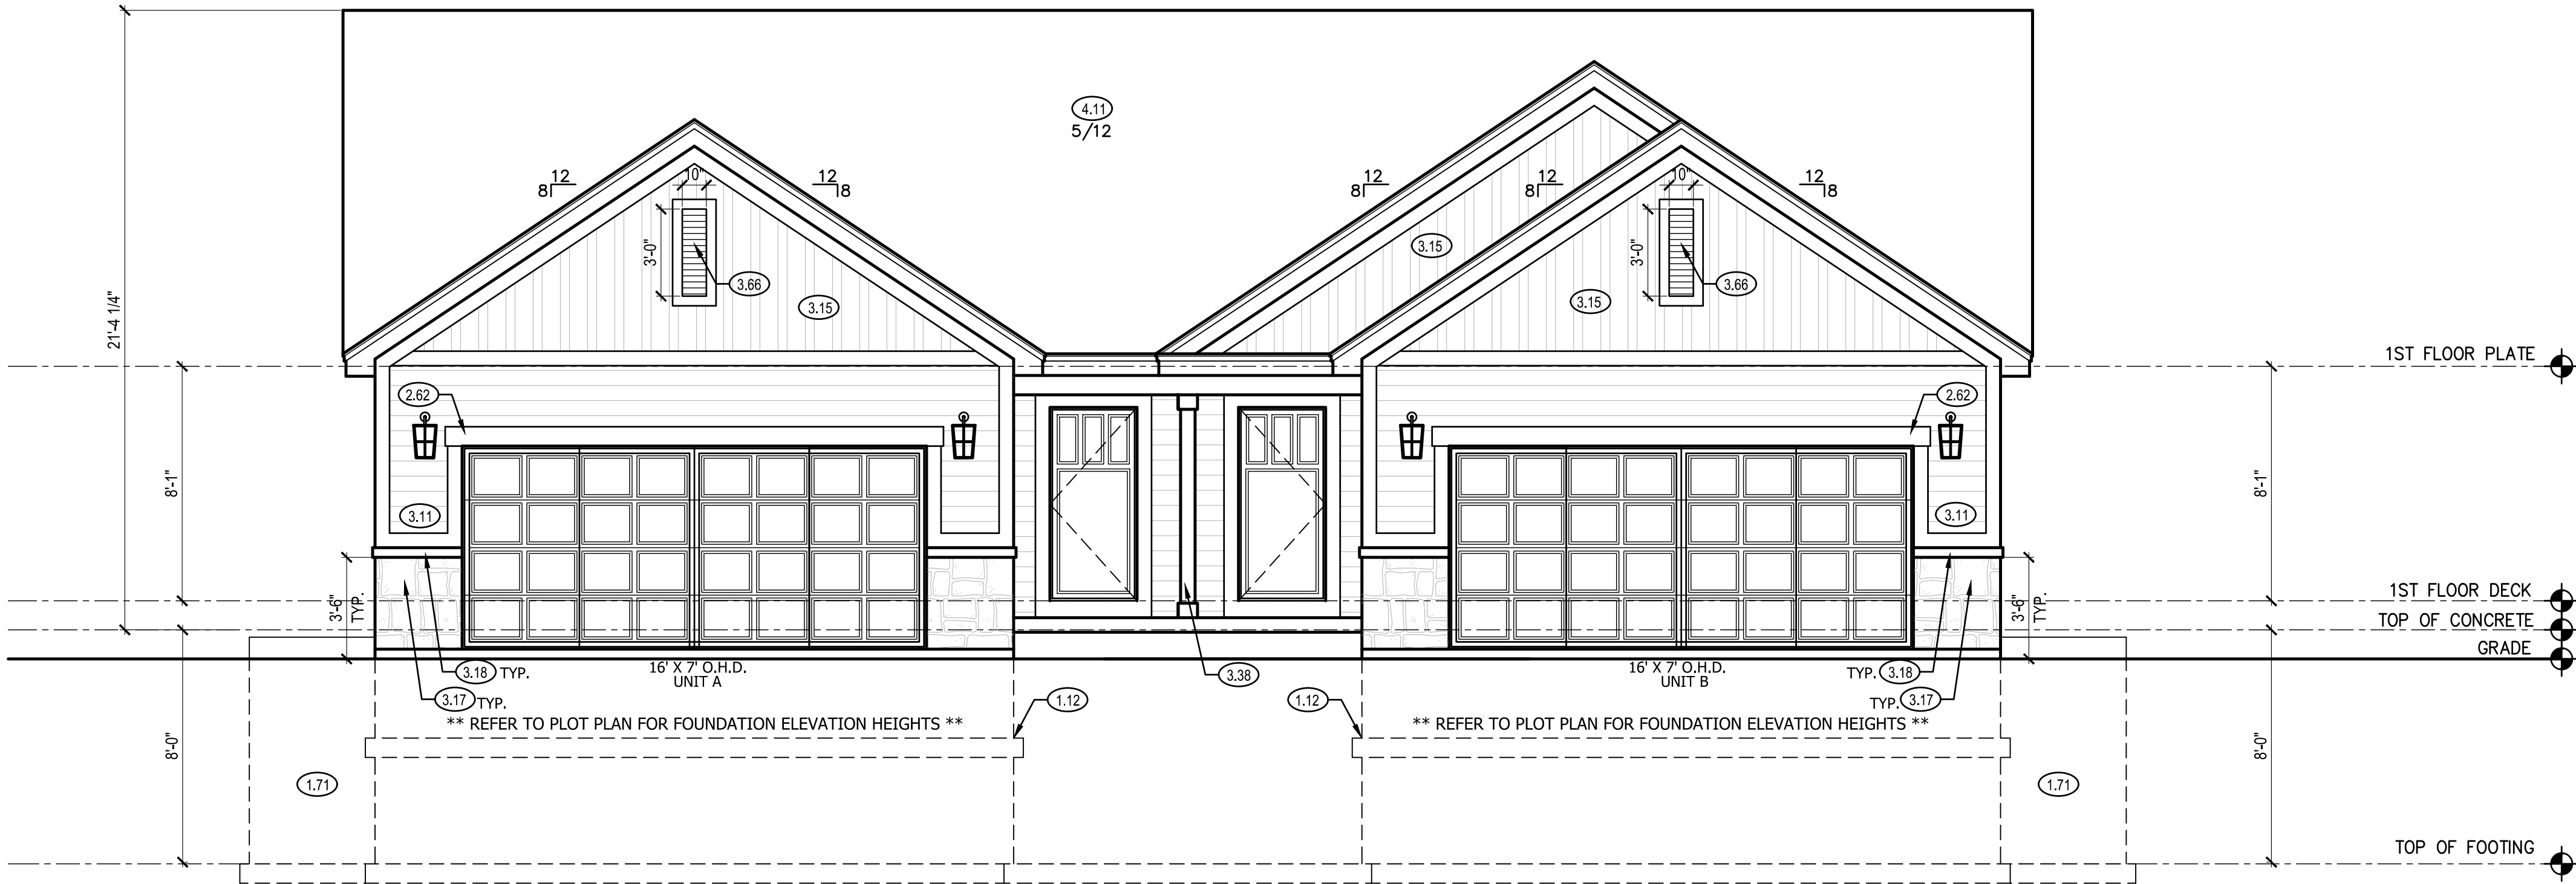 4.11
5/12
12
8
12
8
12
8
12
8
12
8
10"
10"
3'-0"
3'-0"
3.66
3.15
3.15
3.15
3.66
21'-4 1/4"
1ST FLOOR PLATE
2.62
2.62
8'-1"
8'-1"
3.11
3.11
3'-6"
TYP.
3'-6"
TYP.
1ST FLOOR DECK
TOP OF CONCRETE
GRADE
3.18 TYP.
16' X 7' O.H.D.
UNIT A
3.38
16' X 7' O.H.D.
UNIT B
TYP. 3.18
3.17 TYP.
1.12
1.12
TYP. 3.17
** REFER TO PLOT PLAN FOR FOUNDATION ELEVATION HEIGHTS **
** REFER TO PLOT PLAN FOR FOUNDATION ELEVATION HEIGHTS **
8'-0"
8'-0"
1.71
1.71
TOP OF FOOTING